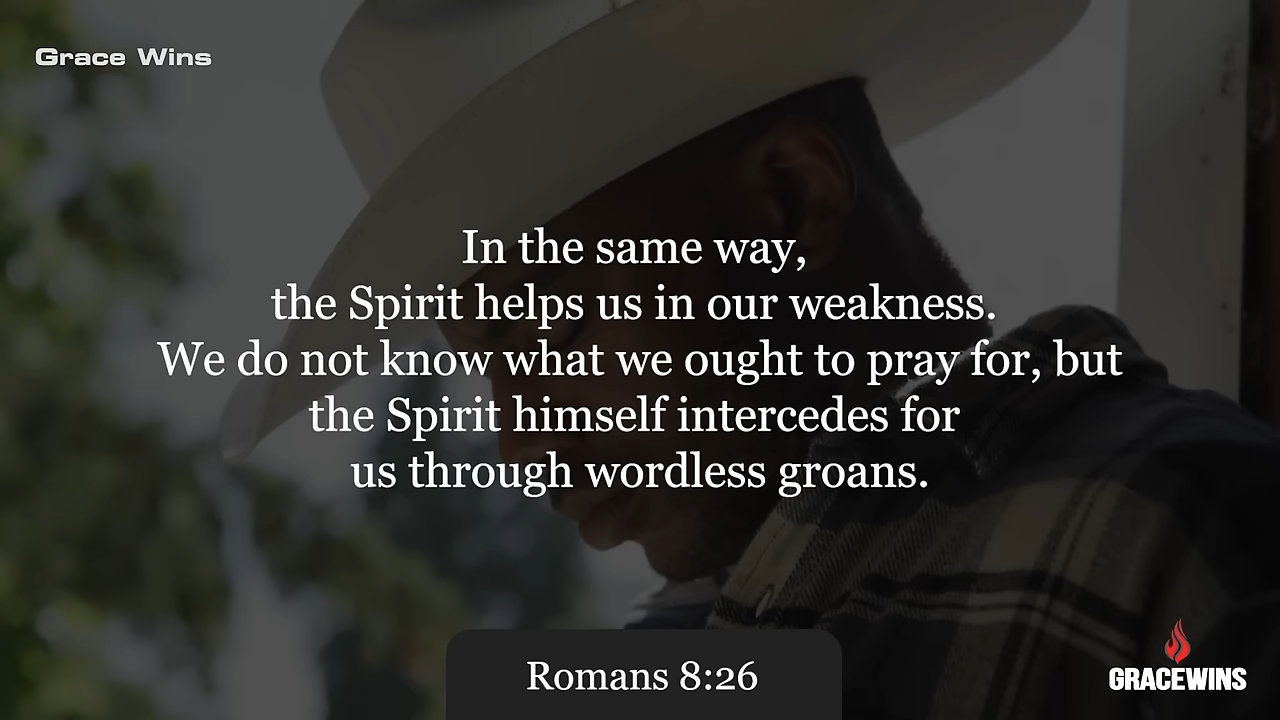 Grace Wins
In the same way,
the Spirit helps us in our weakness.
We do not know what we ought to pray for, but
the Spirit himself intercedes for
us through wordless groans.
Romans 8:26
GRACEWINS